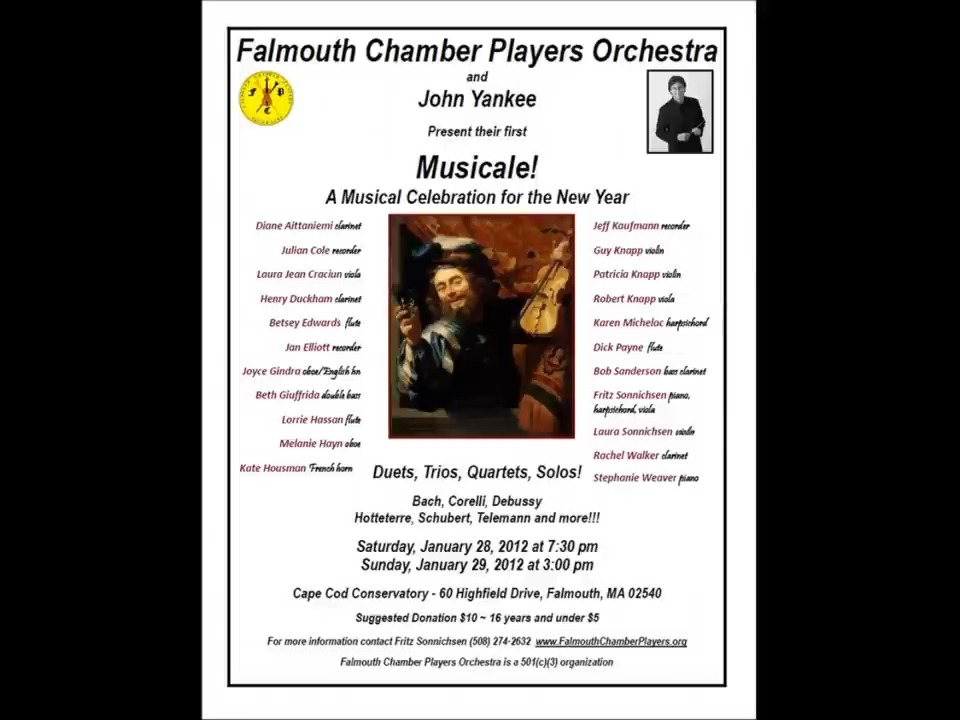 Falmouth Chamber Players Orchestra
and
John Yankee
Present their first
Musicale!
A Musical Celebration for the New Year
Diane Aittaniemi clarinet
Julian Cole recorder
Laura Jean Craciun viola
Henry Duckham clarinet
Betsey Edwards flute
Jan Elliott recorder
Joyce Gindra oboe/English hn
Beth Giuffrida double bass
Lorrie Hassan flute
Melanie Hayn oboe
Kate Housman French horn
Jeff Kaufmann recorder
Guy Knapp violin
Patricia Knapp violin
Robert Knapp viola
Karen Michelac harpsichord
Dick Payne flute
Bob Sanderson bass clarinet
Fritz Sonnichsen piano,
harpsichord, viola
Laura Sonnichsen violin
Rachel Walker clarinet
Stephanie Weaver piano
Duets, Trios, Quartets, Solos!
Bach, Corelli, Debussy
Hotteterre, Schubert, Telemann and more!!!
Saturday, January 28, 2012 at 7:30 pm
Sunday, January 29, 2012 at 3:00 pm
Cape Cod Conservatory - 60 Highfield Drive, Falmouth, MA 02540
Suggested Donation $10 ~ 16 years and under $5
For more information contact Fritz Sonnichsen (508) 274-2632 www.FalmouthChamberPlayers.org
Falmouth Chamber Players Orchestra is a 501(c)(3) organization